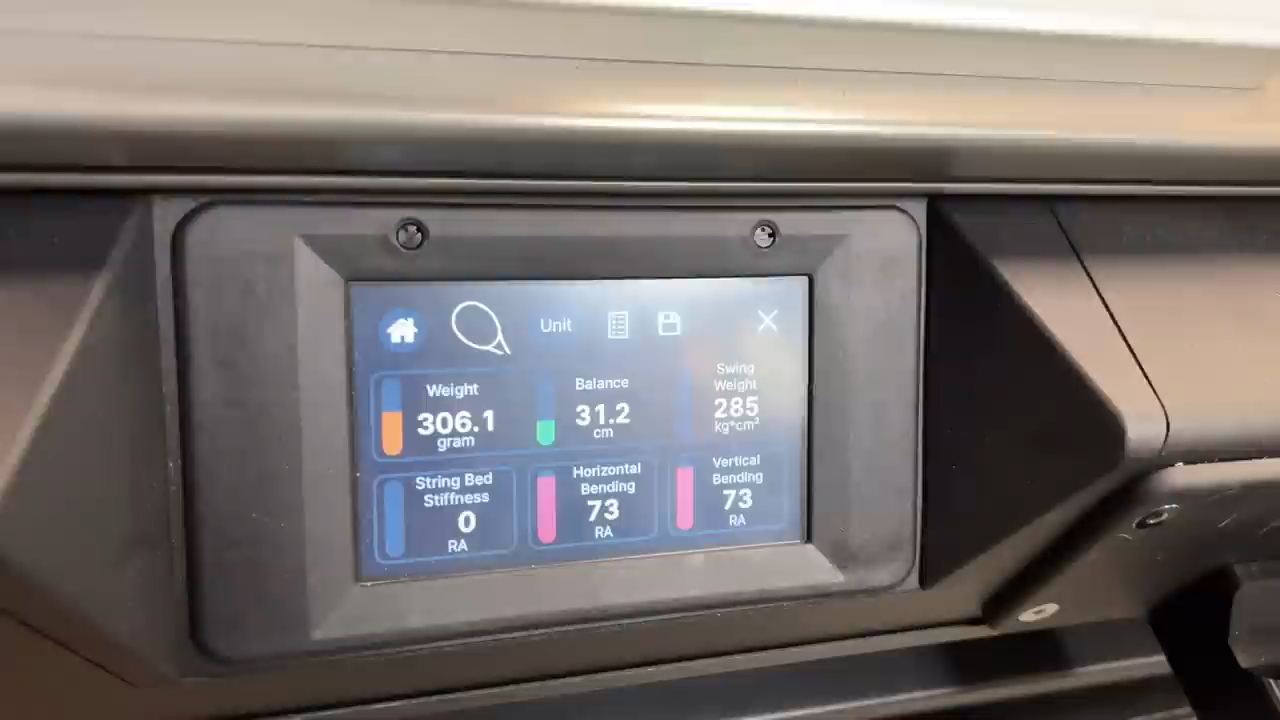 Unit
Weight
306.1
gram
Balance
31.2
cm
Swing
Weight
285
kg*cm²
String Bed
Stiffness
0
RA
Horizontal
Bending
73
RA
Vertical
Bending
73
RA